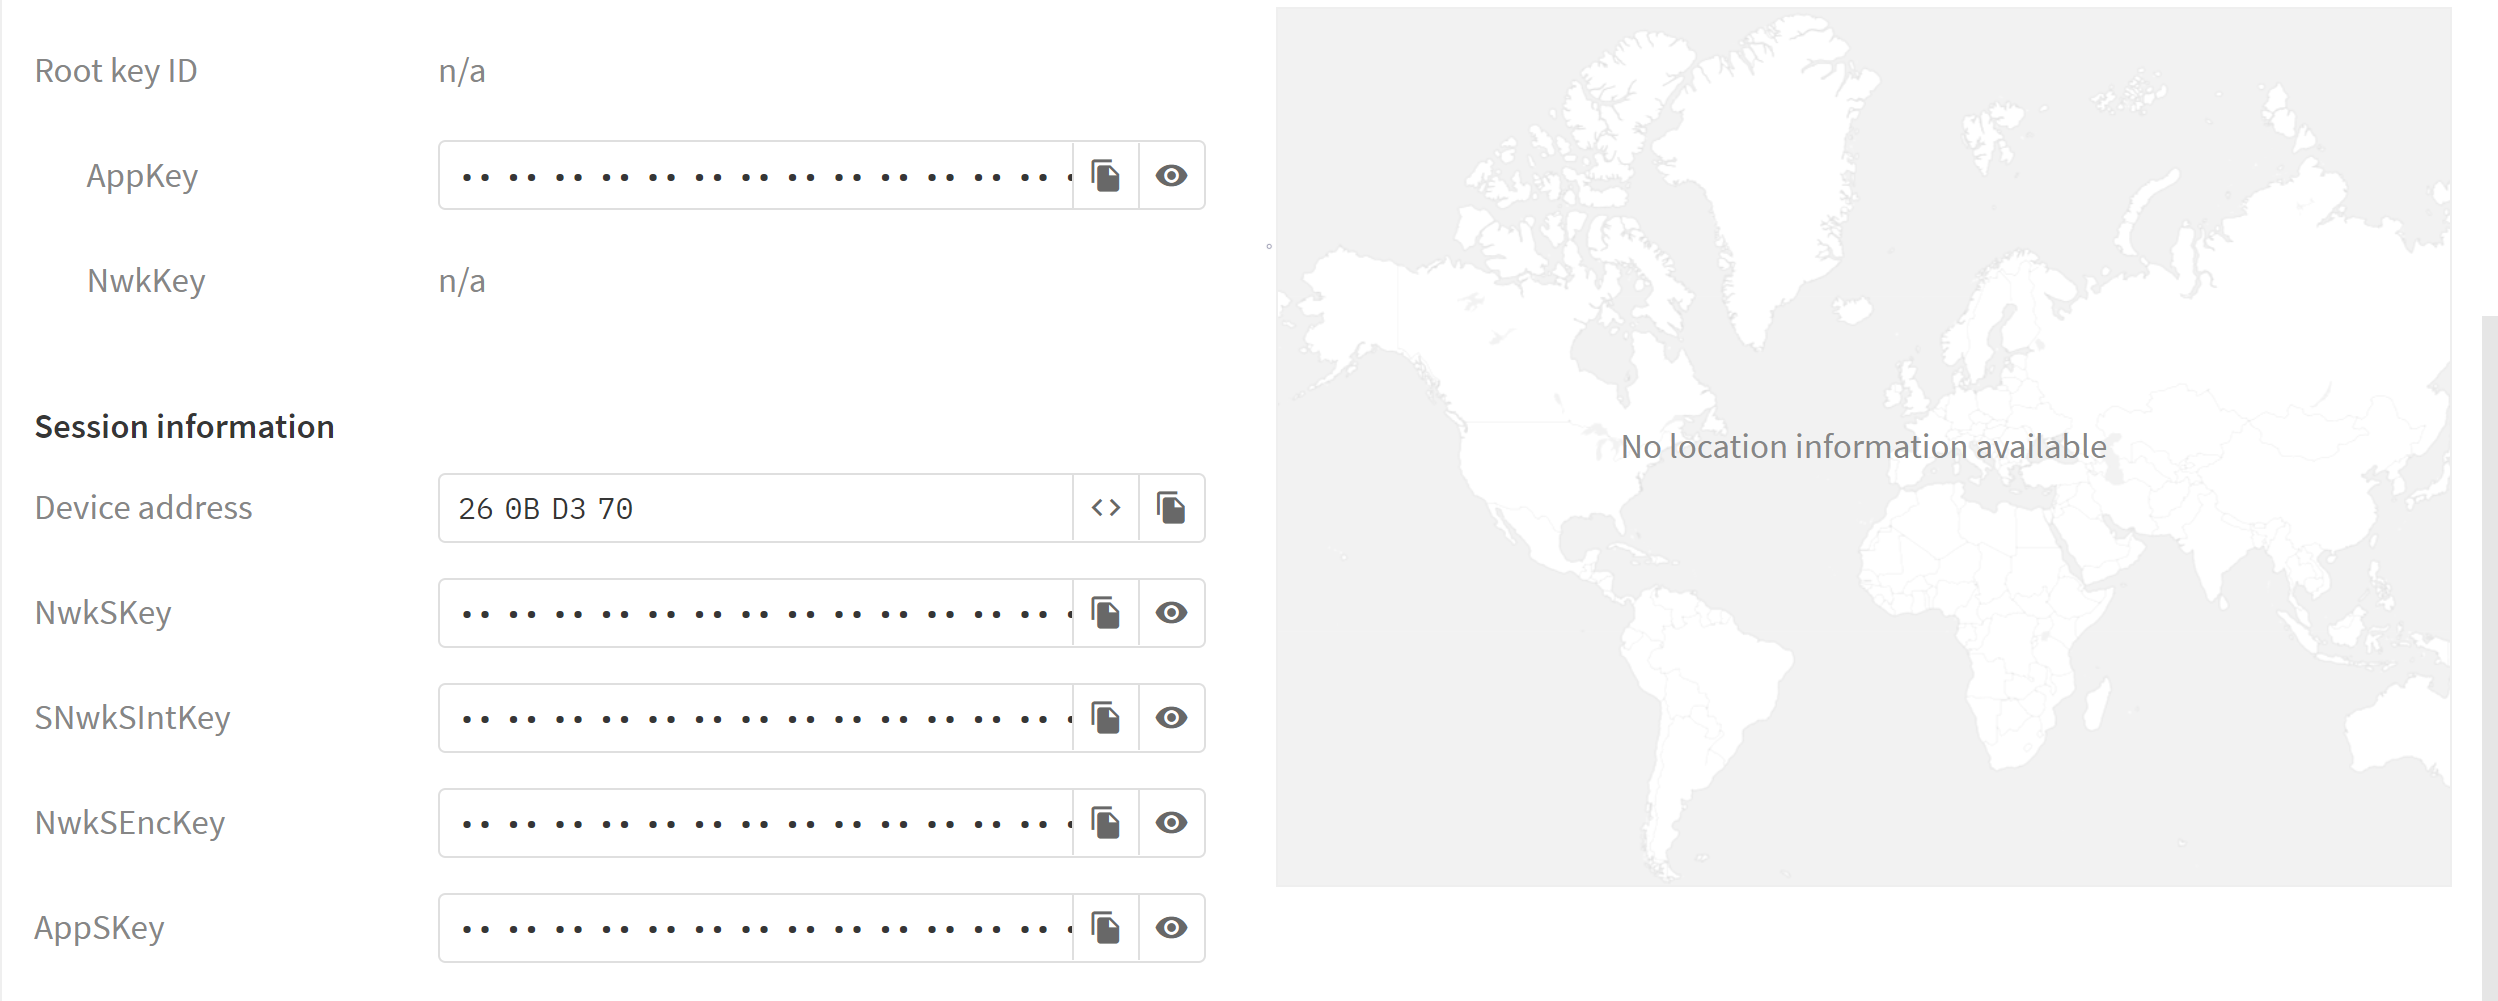 Root key ID n/a
AppKey •• •• •• •• •• •• •• •• •• •• •• •• •• •
NwkKey n/a
Session information
Device address 26 0B D3 70
NwkSKey •• •• •• •• •• •• •• •• •• •• •• •• •• •
SNwkSIntKey •• •• •• •• •• •• •• •• •• •• •• •• •• •
NwkSEncKey •• •• •• •• •• •• •• •• •• •• •• •• •• •
AppSKey •• •• •• •• •• •• •• •• •• •• •• •• •• •
No location information available